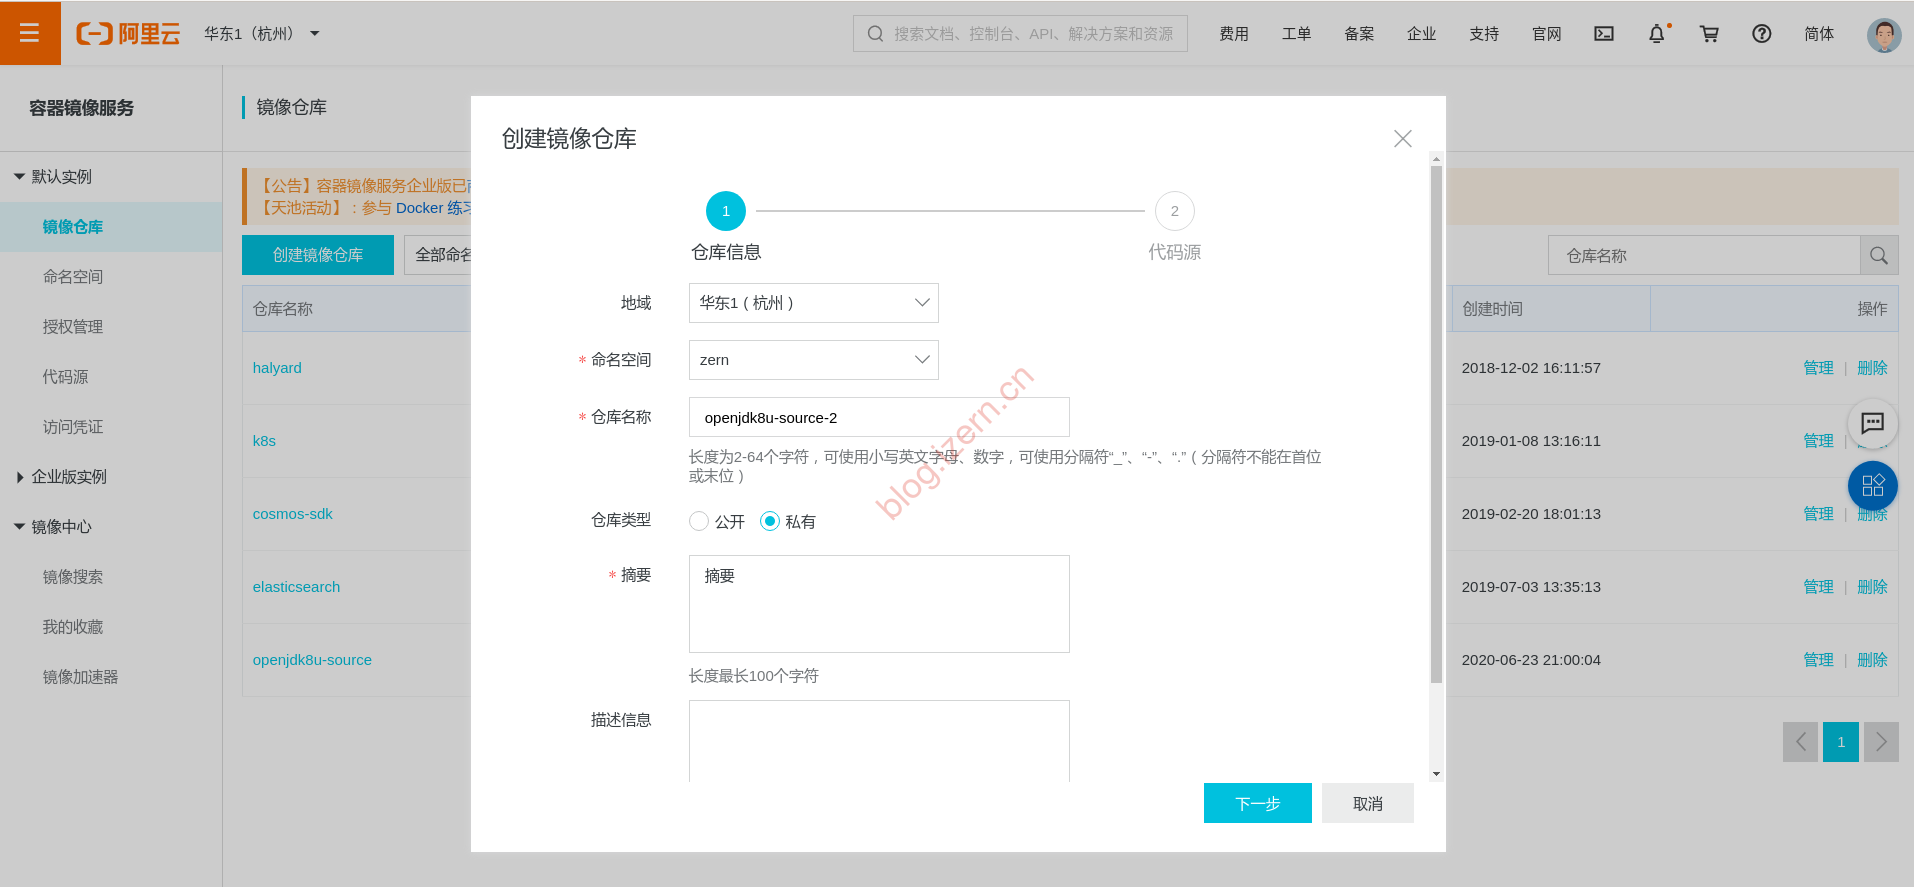 阿里云
华东1（杭州）
搜索文档、控制台、API、解决方案和资源
费用
工单
备案
企业
支持
官网
简体
容器镜像服务
默认实例
镜像仓库
命名空间
授权管理
代码源
访问凭证
企业版实例
镜像中心
镜像搜索
我的收藏
镜像加速器
镜像仓库
【公告】容器镜像服务企业版已
【天池活动】：参与 Docker 练
创建镜像仓库
全部命名
仓库名称
仓库名称
创建时间
操作
halyard
2018-12-02 16:11:57
管理 | 删除
k8s
2019-01-08 13:16:11
管理 |
cosmos-sdk
2019-02-20 18:01:13
管理 | 删除
elasticsearch
2019-07-03 13:35:13
管理 | 删除
openjdk8u-source
2020-06-23 21:00:04
管理 | 删除
1
创建镜像仓库
1
2
仓库信息
代码源
地域
华东1 ( 杭州 )
* 命名空间
zern
* 仓库名称
openjdk8u-source-2
长度为2-64个字符，可使用小写英文字母、数字，可使用分隔符“_”、“-”、“.”（分隔符不能在首位
或末位）
仓库类型
公开
私有
* 摘要
摘要
长度最长100个字符
描述信息
下一步
取消
blog.izern.cn